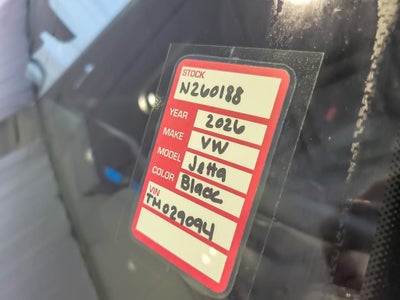 STOCK
N260188
YEAR 2026
MAKE VW
MODEL Jetta
COLOR Black
VIN
TM029094